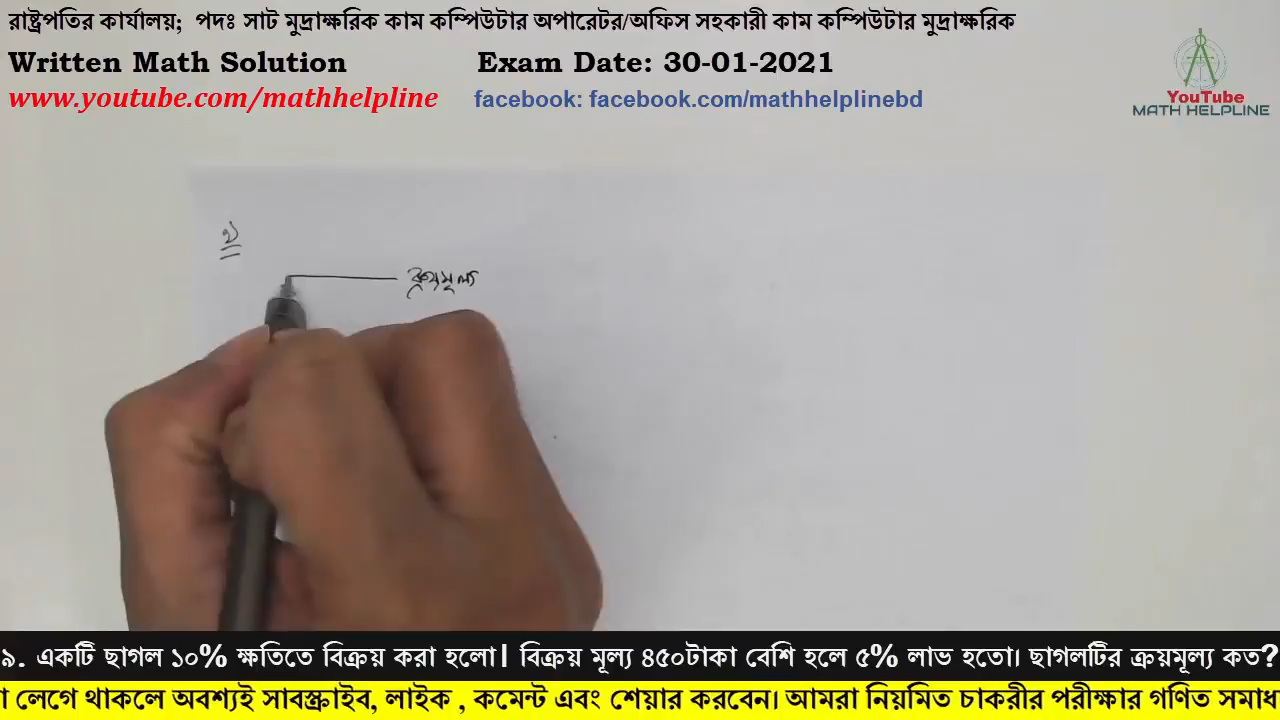 রাষ্ট্রপতির কার্যালয়; পদঃ সাট মুদ্রাক্ষরিক কাম কম্পিউটার অপারেটর/অফিস সহকারী কাম কম্পিউটার মুদ্রাক্ষরিক
Written Math Solution Exam Date: 30-01-2021
www.youtube.com/mathhelpline facebook: facebook.com/mathhelplinebd
YouTube
MATH HELPLINE
ক্রয়মূল্য
৯. একটি ছাগল ১০% ক্ষতিতে বিক্রয় করা হলো। বিক্রয় মূল্য ৪৫০টাকা বেশি হলে ৫% লাভ হতো। ছাগলটির ক্রয়মূল্য কত?
লেগে থাকলে অবশ্যই সাবস্ক্রাইব, লাইক , কমেন্ট এবং শেয়ার করবেন। আমরা নিয়মিত চাকরীর পরীক্ষার গণিত